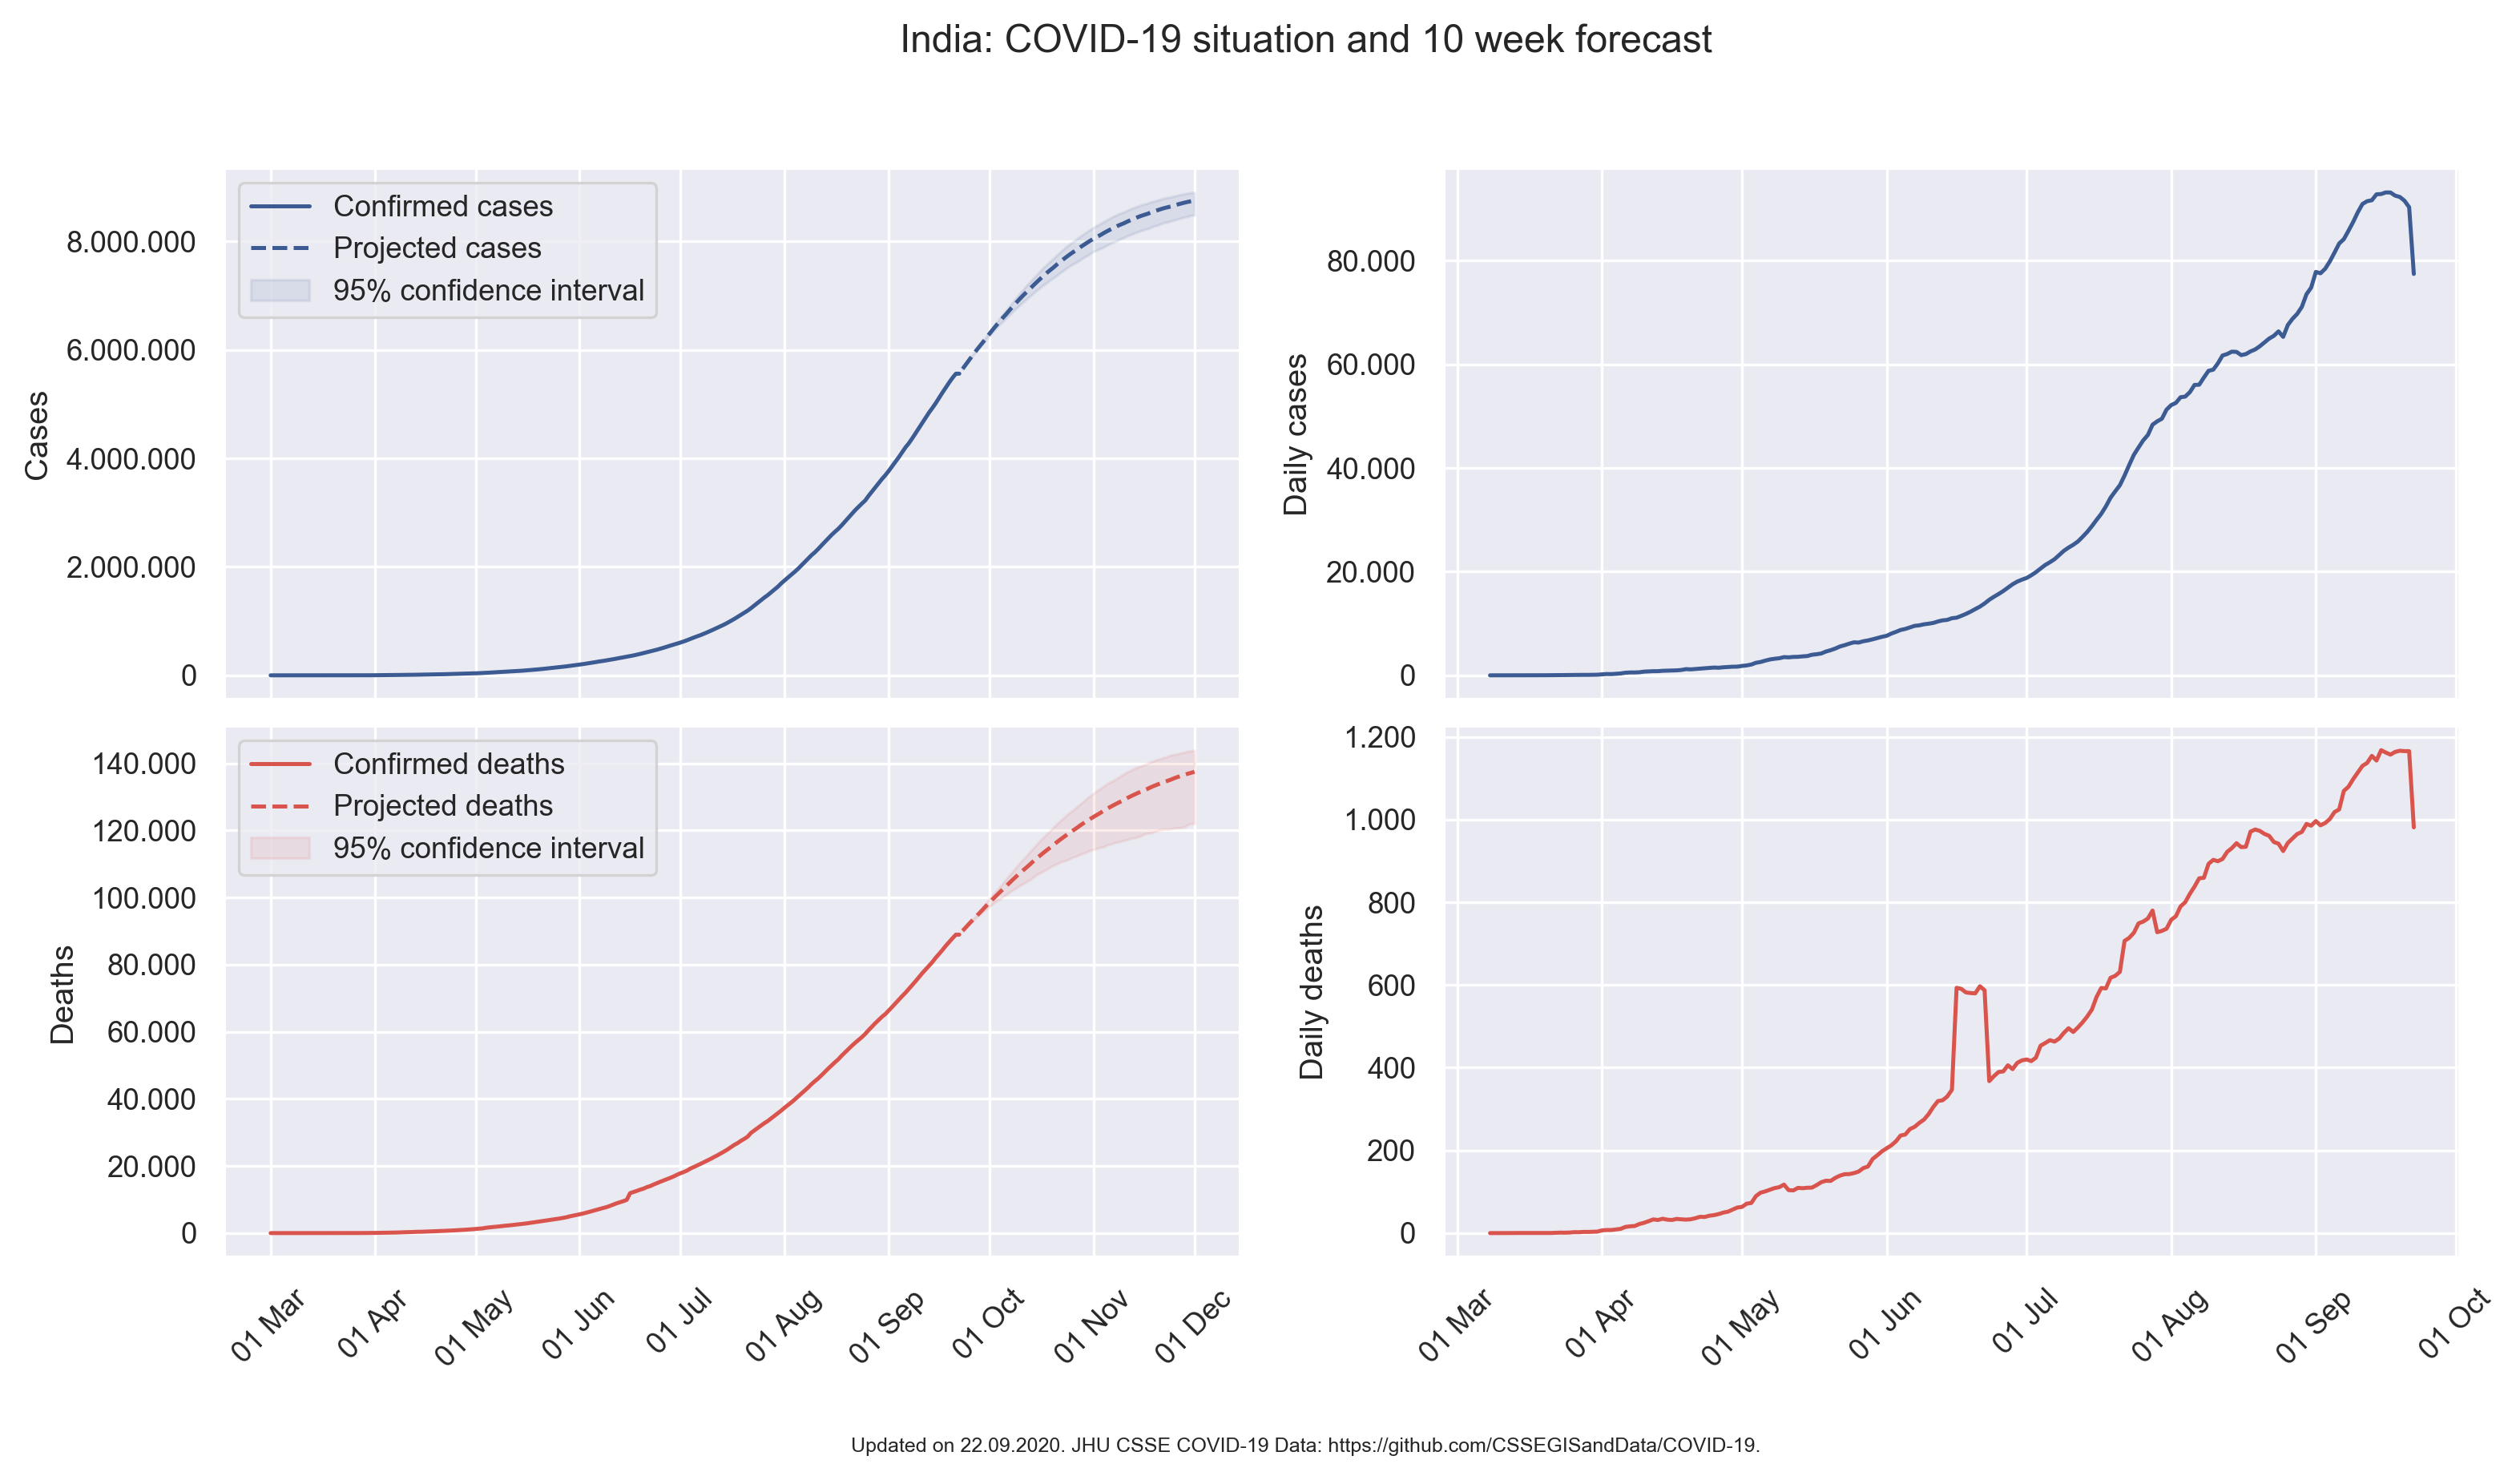 India: COVID-19 situation and 10 week forecast
Confirmed cases
Projected cases
95% confidence interval
Cases
8.000.000
6.000.000
4.000.000
2.000.000
0
Daily cases
80.000
60.000
40.000
20.000
0
Confirmed deaths
Projected deaths
95% confidence interval
Deaths
140.000
120.000
100.000
80.000
60.000
40.000
20.000
0
01 Mar
01 Apr
01 May
01 Jun
01 Jul
01 Aug
01 Sep
01 Oct
01 Nov
01 Dec
Daily deaths
1.200
1.000
800
600
400
200
0
01 Mar
01 Apr
01 May
01 Jun
01 Jul
01 Aug
01 Sep
01 Oct
Updated on 22.09.2020. JHU CSSE COVID-19 Data: https://github.com/CSSEGISandData/COVID-19.